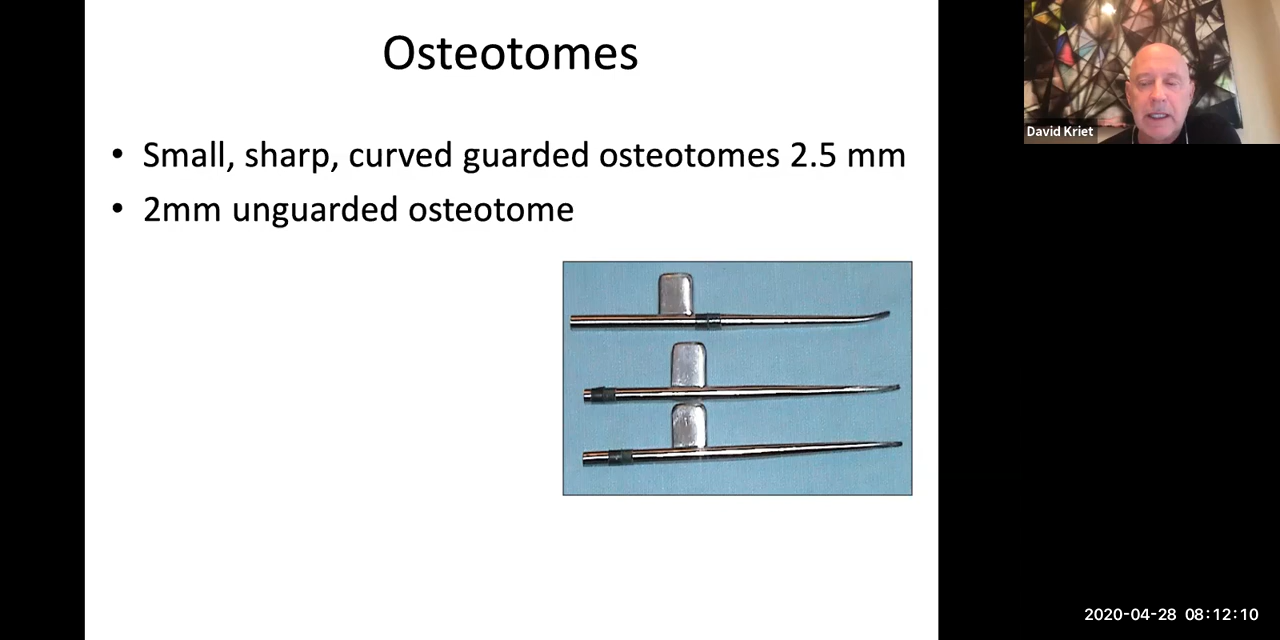 Osteotomes
• Small, sharp, curved guarded osteotomes 2.5 mm
• 2mm unguarded osteotome
David Kriet
2020-04-28 08:12:10